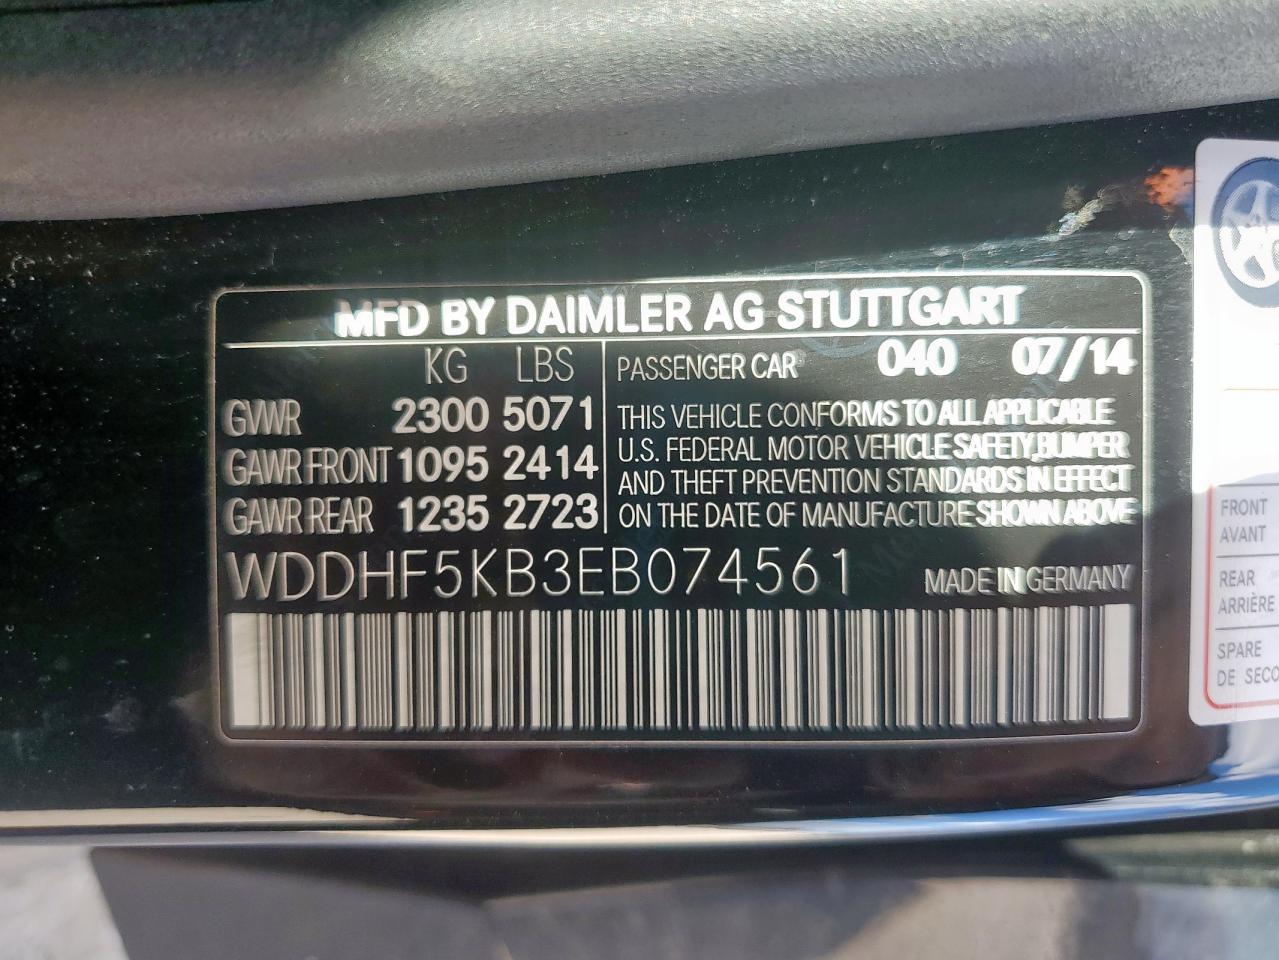 MFD BY DAIMLER AG STUTTGART
KG LBS
GVWR 2300 5071
GAWR FRONT 1095 2414
GAWR REAR 1235 2723
PASSENGER CAR 040 07/14
THIS VEHICLE CONFORMS TO ALL APPLICABLE
U.S. FEDERAL MOTOR VEHICLE SAFETY, BUMPER
AND THEFT PREVENTION STANDARDS IN EFFECT
ON THE DATE OF MANUFACTURE SHOWN ABOVE
WDDHF5KB3EB074561 MADE IN GERMANY
FRONT
AVANT
REAR
ARRIÈRE
SPARE
DE SECO